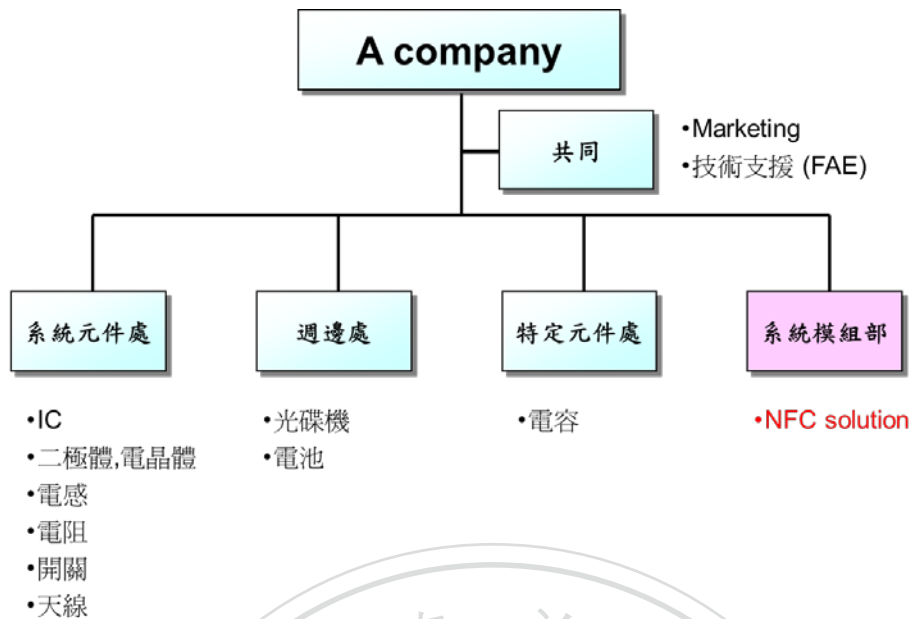 A company
共同
•Marketing
•技術支援 (FAE)
系統元件處
週邊處
特定元件處
系統模組部
•IC
•二極體,電晶體
•電感
•電阻
•開關
•天線
•光碟機
•電池
•電容
•NFC solution